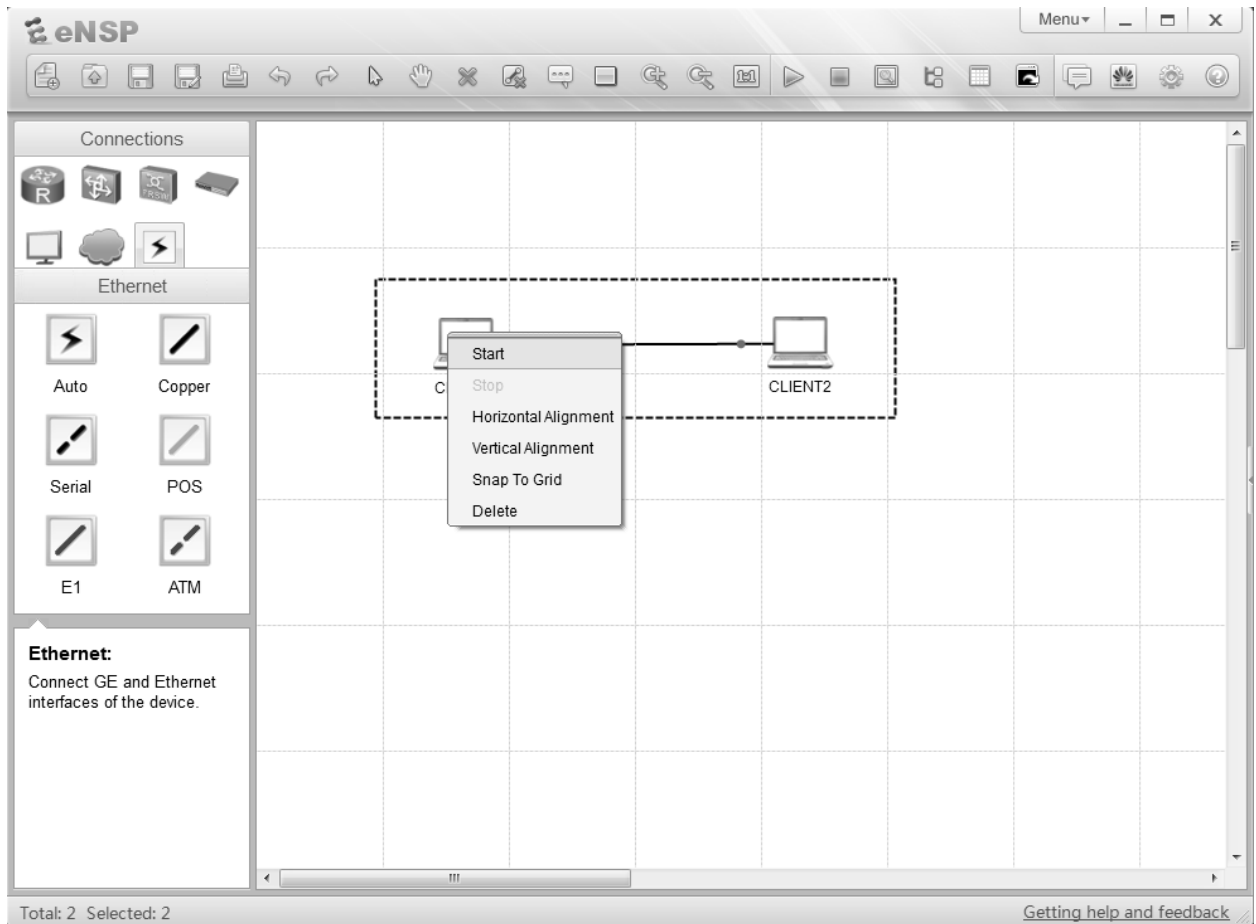 eNSP
Menu
Connections
R
FRSW
Ethernet
Auto
Copper
Serial
POS
E1
ATM
Ethernet:
Connect GE and Ethernet
interfaces of the device.
Start
Stop
Horizontal Alignment
Vertical Alignment
Snap To Grid
Delete
C
CLIENT2
Total: 2 Selected: 2
Getting help and feedback